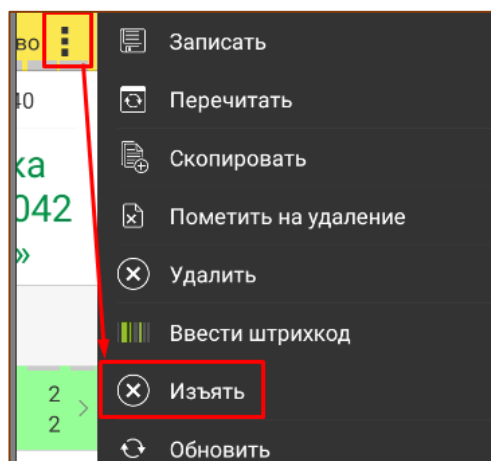 во
Записать
40
Перечитать
ка
Скопировать
042
Пометить на удаление
»
Удалить
Ввести штрихкод
2
Изъять
2
Обновить